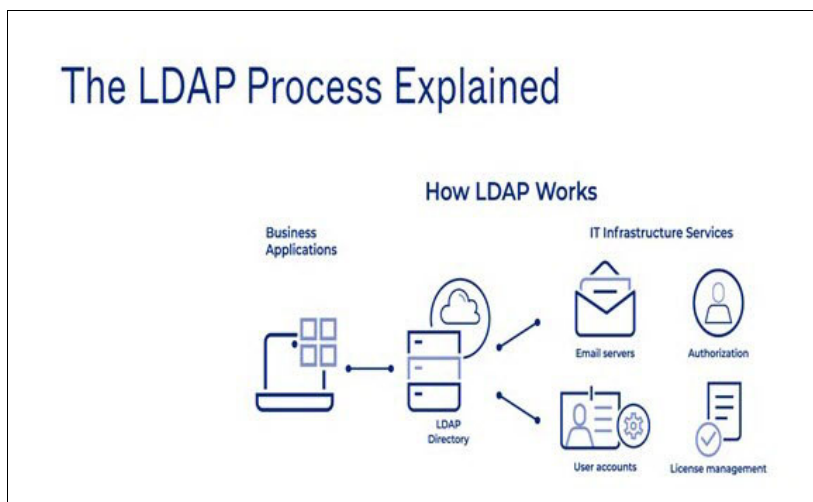 The LDAP Process Explained
How LDAP Works
Business
Applications
IT Infrastructure Services
Email servers
Authorization
LDAP
Directory
User accounts
License management